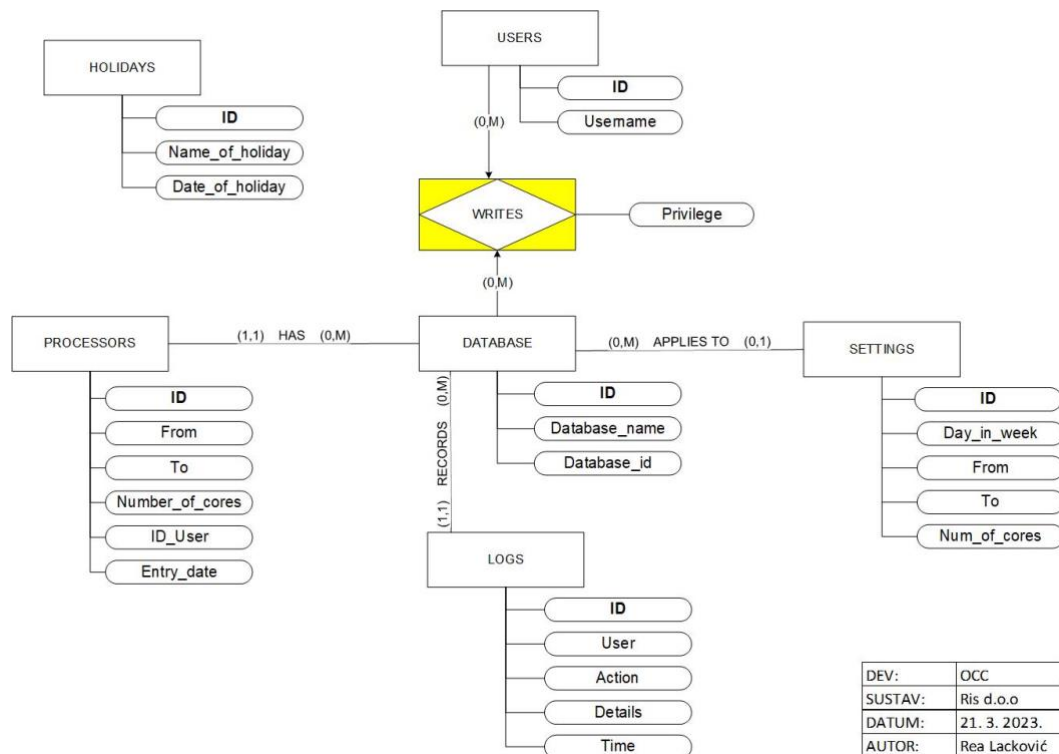 USERS
ID
Username
HOLIDAYS
ID
Name_of_holiday
Date_of_holiday
(0,M)
WRITES
Privilege
(0,M)
PROCESSORS
(1,1) HAS (0,M)
DATABASE
(0,M) APPLIES TO (0,1)
SETTINGS
ID
From
To
Number_of_cores
ID_User
Entry_date
ID
Database_name
Database_id
ID
Day_in_week
From
To
Num_of_cores
(1,1) RECORDS (0,M)
LOGS
ID
User
Action
Details
Time
DEV: OCC
SUSTAV: Ris d.o.o
DATUM: 21. 3. 2023.
AUTOR: Rea Lacković